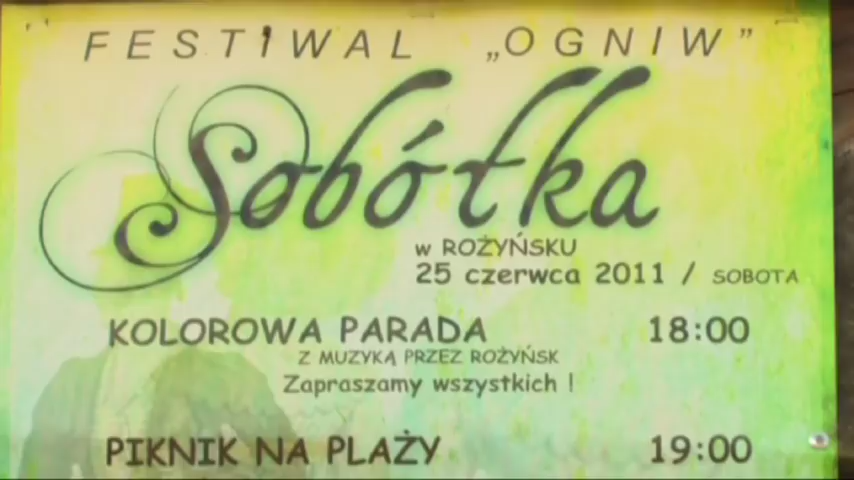 FESTIWAL „OGNIW”
Sobótka
w ROŻYŃSKU
25 czerwca 2011 / SOBOTA
KOLOROWA PARADA 18:00
Z MUZYKĄ PRZEZ ROŻYŃSK
Zapraszamy wszystkich !
PIKNIK NA PLAŻY 19:00